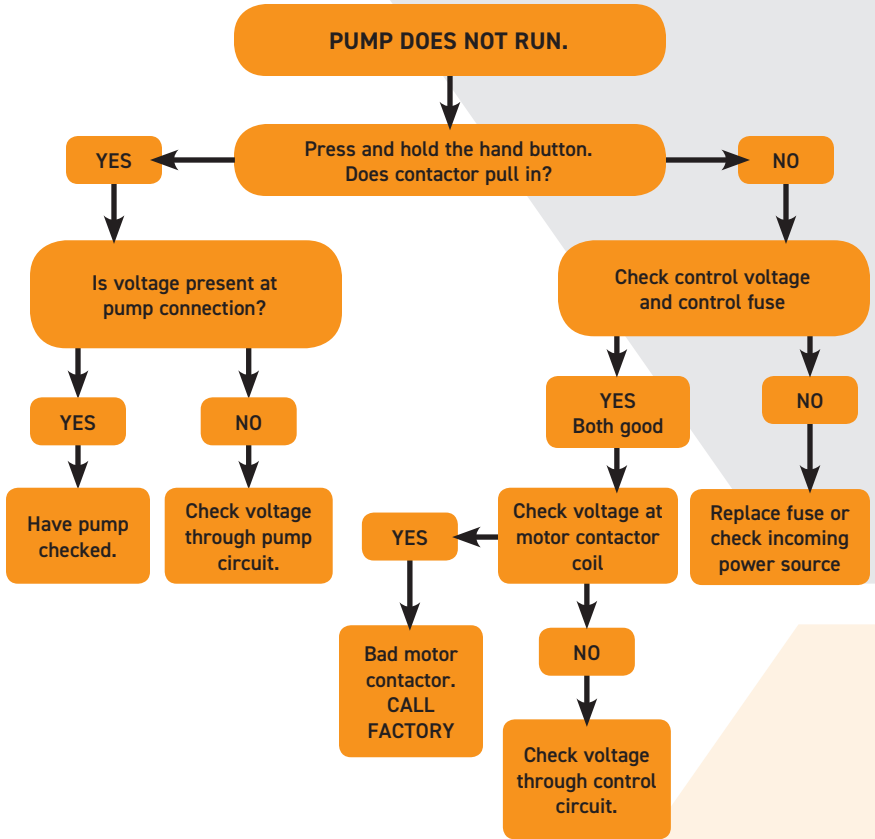 PUMP DOES NOT RUN.
Press and hold the hand button.
Does contactor pull in?
YES
NO
Is voltage present at
pump connection?
Check control voltage
and control fuse
YES
NO
YES
Both good
NO
Have pump
checked.
Check voltage
through pump
circuit.
YES
Check voltage at
motor contactor
coil
Replace fuse or
check incoming
power source
Bad motor
contactor.
CALL
FACTORY
NO
Check voltage
through control
circuit.